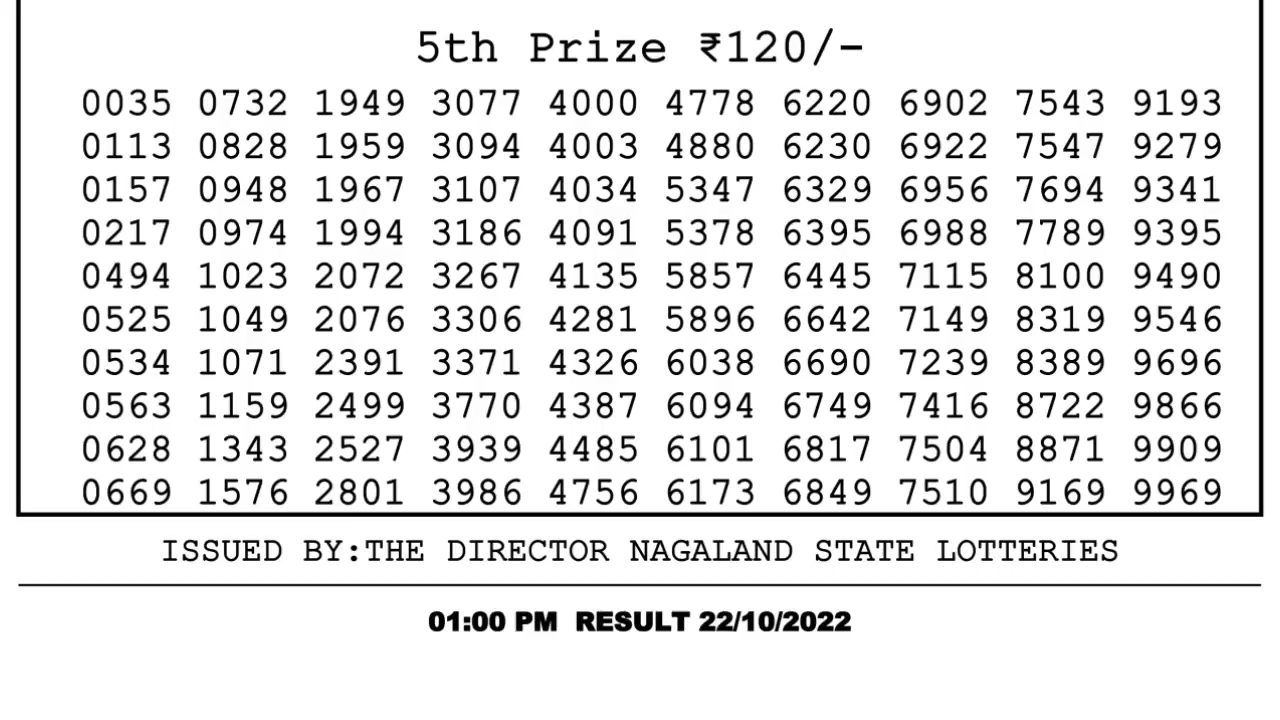 5th Prize ₹120/-
0035 0732 1949 3077 4000 4778 6220 6902 7543 9193
0113 0828 1959 3094 4003 4880 6230 6922 7547 9279
0157 0948 1967 3107 4034 5347 6329 6956 7694 9341
0217 0974 1994 3186 4091 5378 6395 6988 7789 9395
0494 1023 2072 3267 4135 5857 6445 7115 8100 9490
0525 1049 2076 3306 4281 5896 6642 7149 8319 9546
0534 1071 2391 3371 4326 6038 6690 7239 8389 9696
0563 1159 2499 3770 4387 6094 6749 7416 8722 9866
0628 1343 2527 3939 4485 6101 6817 7504 8871 9909
0669 1576 2801 3986 4756 6173 6849 7510 9169 9969
ISSUED BY:THE DIRECTOR NAGALAND STATE LOTTERIES
01:00 PM RESULT 22/10/2022